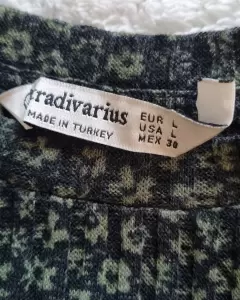 tradivarius
MADE IN TURKEY
EUR L
USA L
MEX 30